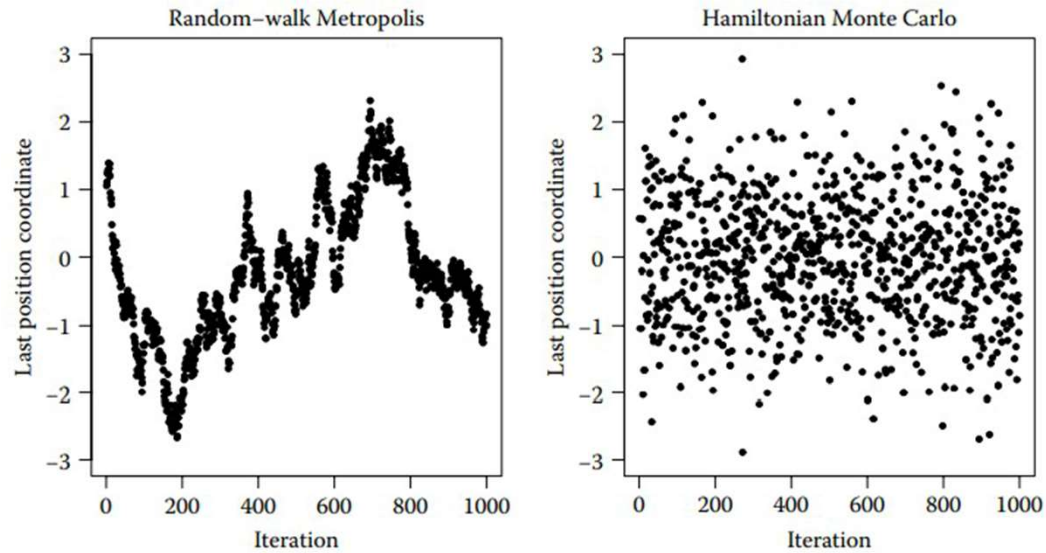 Random–walk Metropolis
Last position coordinate
3
2
1
0
−1
−2
−3
0 200 400 600 800 1000
Iteration
Hamiltonian Monte Carlo
Last position coordinate
3
2
1
0
−1
−2
−3
0 200 400 600 800 1000
Iteration